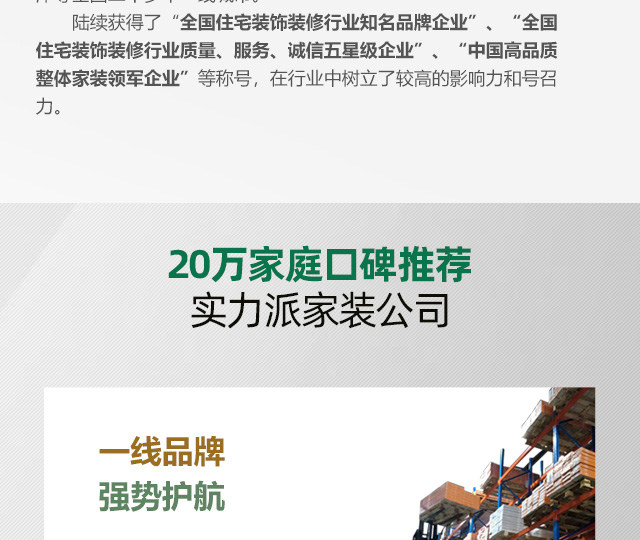 陆续获得了“全国住宅装饰装修行业知名品牌企业”、“全国
住宅装饰装修行业质量、服务、诚信五星级企业”、“中国高品质
整体家装领军企业”等称号，在行业中树立了较高的影响力和号召
力。
20万家庭口碑推荐
实力派家装公司
一线品牌
强势护航